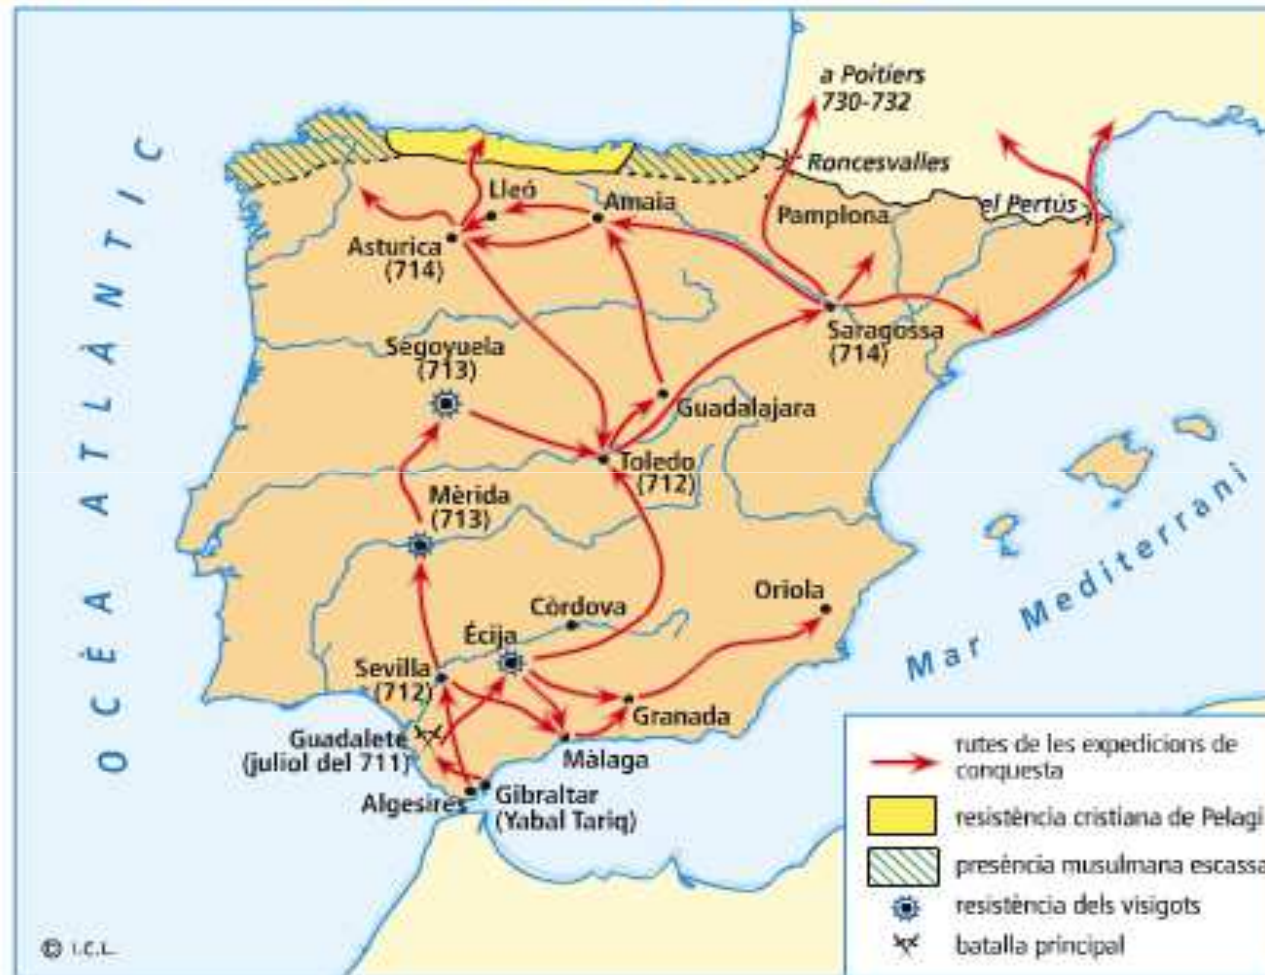 a Poitiers
730-732
Roncesvalles
el Pertús
Pamplona
Lleó
Amaia
Asturica
(714)
Saragossa
(714)
Segoyuela
(713)
Guadalajara
Toledo
(712)
Mèrida
(713)
Oriola
Còrdova
Écija
Sevilla
(712)
Granada
Guadalete
(juliol del 711)
Màlaga
Algesires
Gibraltar
(Yabal Tariq)
OCÈA ATLÀNTIC
Mar Mediterrani
rutes de les expedicions de
conquesta
resistència cristiana de Pelagi
presència musulmana escassa
resistència dels visigots
batalla principal
© I.C.L.